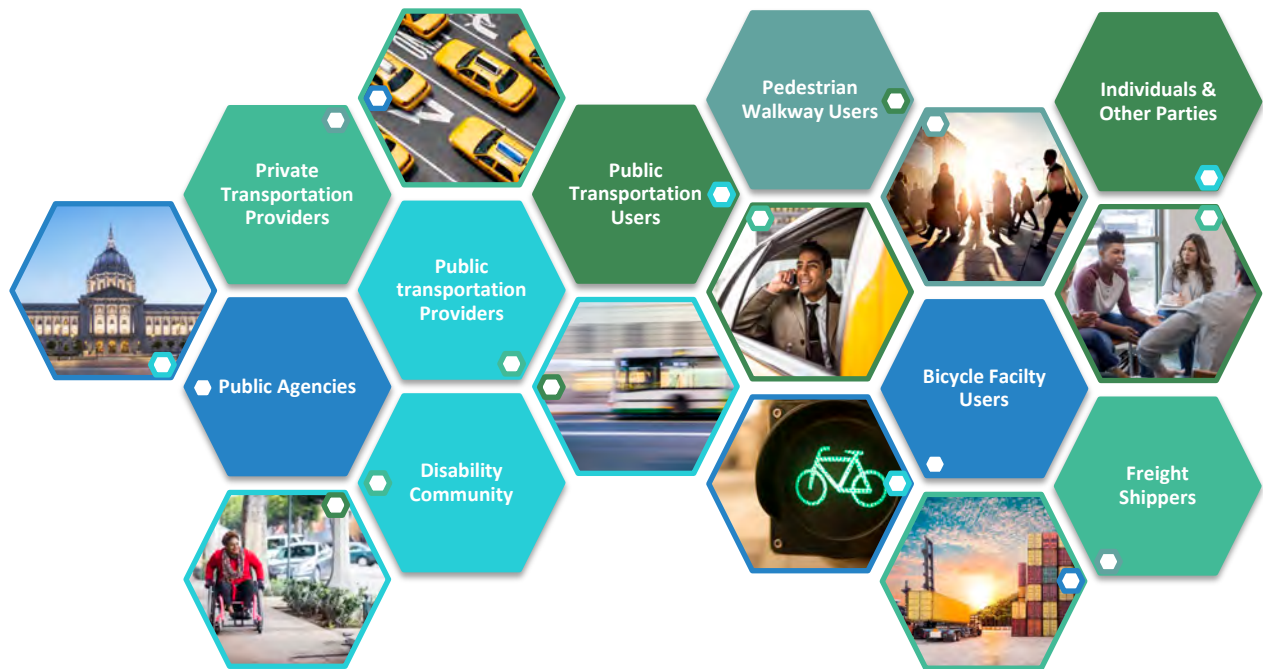 Private
Transportation
Providers
Public
Transportation
Users
Pedestrian
Walkway Users
Individuals &
Other Parties
Public
transportation
Providers
Public Agencies
Bicycle Facilty
Users
Disability
Community
Freight
Shippers